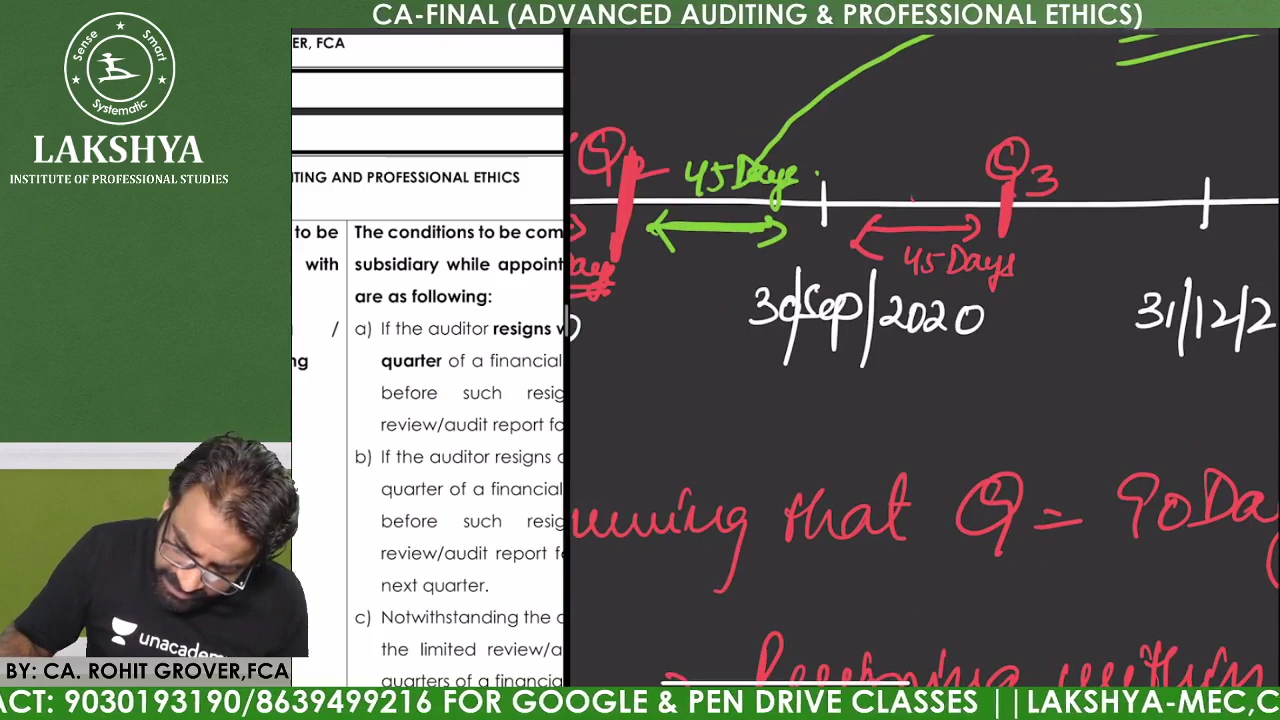 CA-FINAL (ADVANCED AUDITING & PROFESSIONAL ETHICS)
Sense
Smart
Systematic
LAKSHYA
INSTITUTE OF PROFESSIONAL STUDIES
ER, FCA
TING AND PROFESSIONAL ETHICS
to be
with
/
ng
The conditions to be com
subsidiary while appoint
are as following:
a) If the auditor resigns w
quarter of a financial
before such resig
review/audit report fo
b) If the auditor resigns a
quarter of a financial
before such resig
review/audit report fo
next quarter.
c) Notwithstanding the
the limited review/a
quarters of a financia
45 Days
Q3
45 Days
30/Sep/2020
31/12/2
that Q = 90 Day
within
unacadem
BY: CA. ROHIT GROVER,FCA
ACT: 9030193190/8639499216 FOR GOOGLE & PEN DRIVE CLASSES ||LAKSHYA-MEC,C